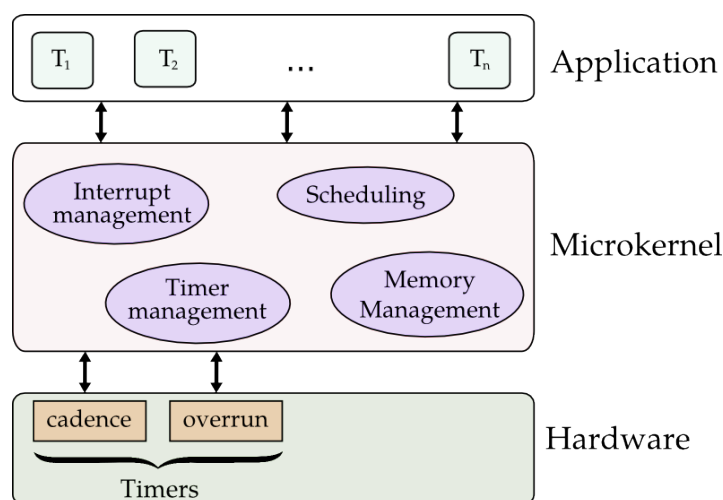 T1 T2 ... Tn Application
Interrupt
management
Scheduling
Microkernel
Timer
management
Memory
Management
cadence overrun
Hardware
Timers